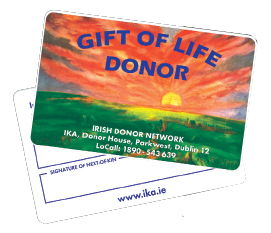 GIFT OF LIFE
DONOR
IRISH DONOR NETWORK
IKA, Donor House, Parkwest, Dublin 12
LoCall: 1890 - 543 639
SIGNATURE OF NEXT-OF-KIN
www.ika.ie